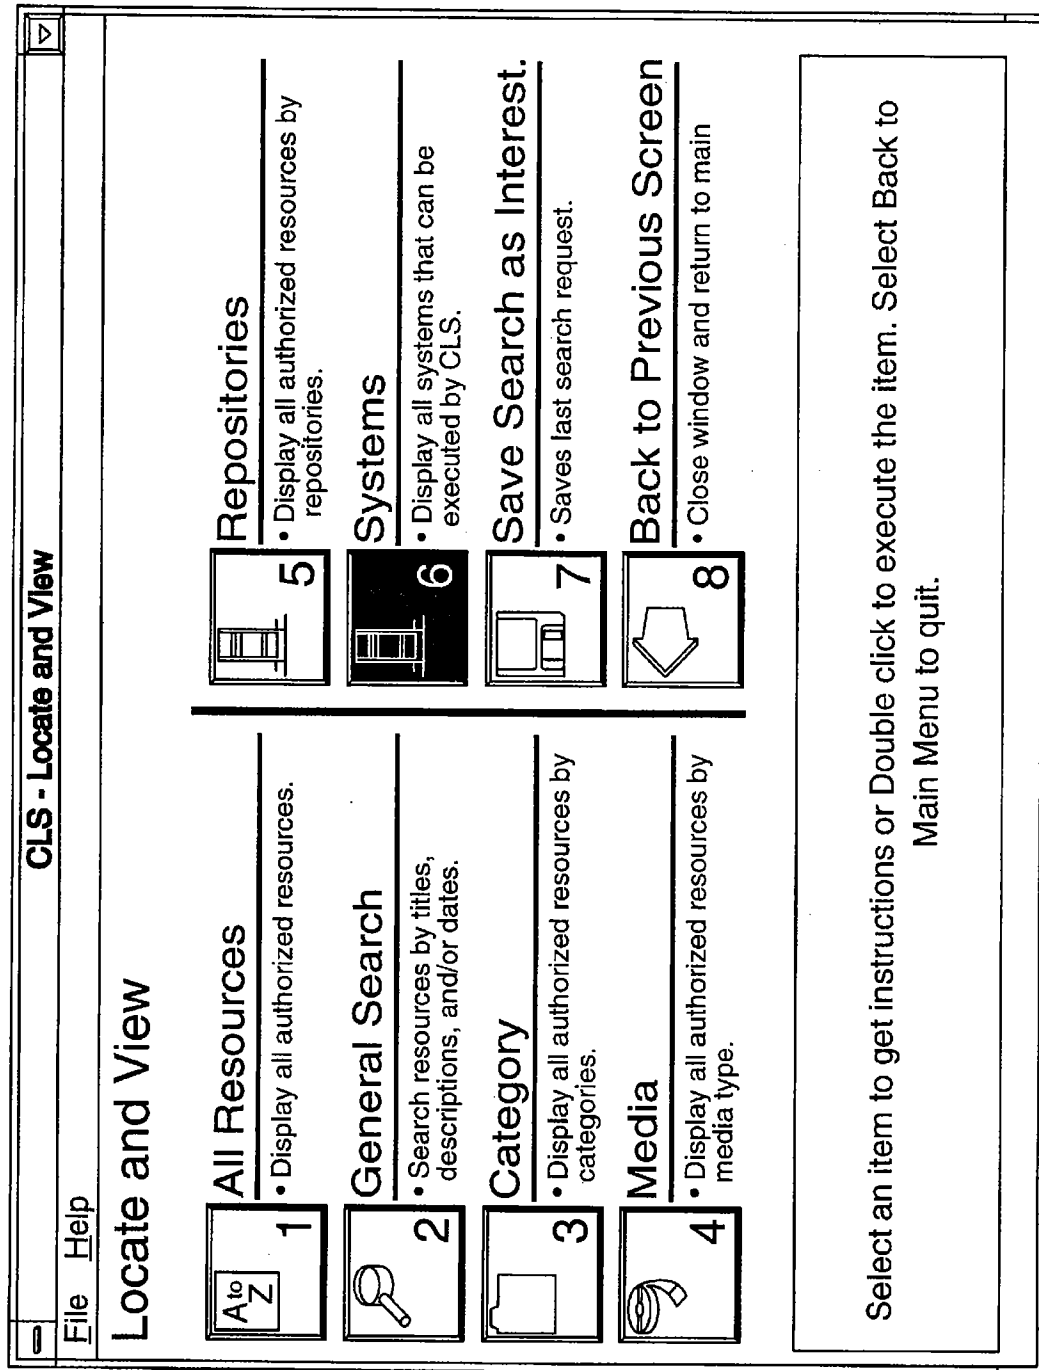 CLS - Locate and View
File Help
Locate and View
A to Z
1
All Resources
• Display all authorized resources.
2
General Search
• Search resources by titles,
descriptions, and/or dates.
3
Category
• Display all authorized resources by
categories.
4
Media
• Display all authorized resources by
media type.
5
Repositories
• Display all authorized resources by
repositories.
6
Systems
• Display all systems that can be
executed by CLS.
7
Save Search as Interest.
• Saves last search request.
8
Back to Previous Screen
• Close window and return to main
Select an item to get instructions or Double click to execute the item. Select Back to
Main Menu to quit.